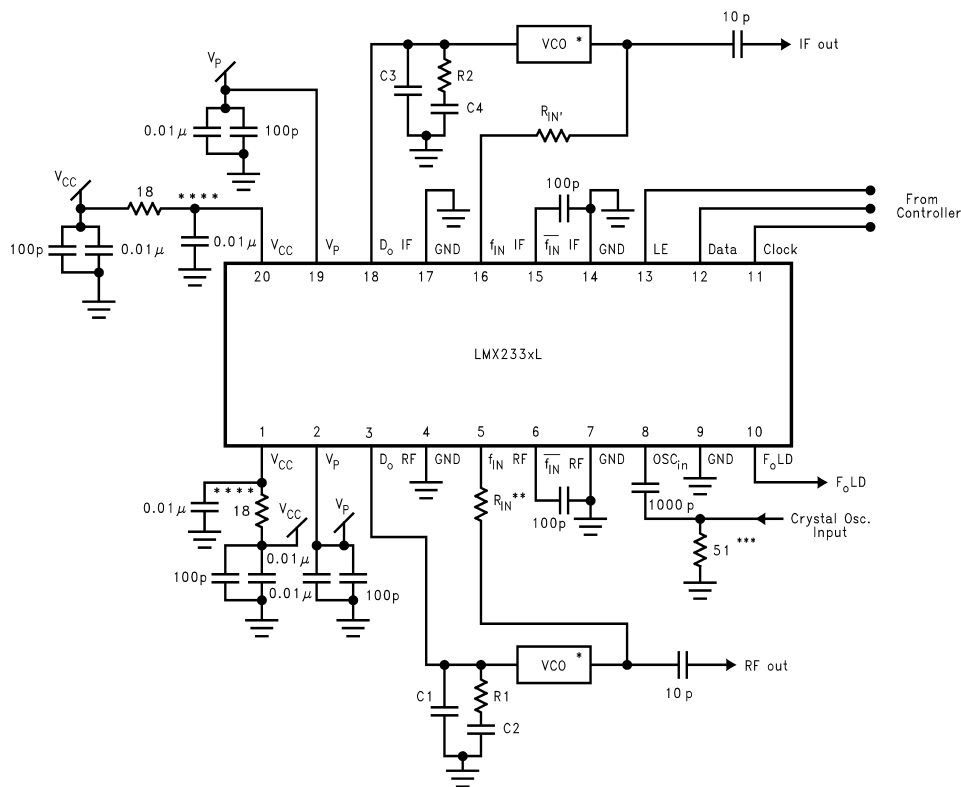 10 p
IF out
VCO *
V_P
C3
R2
C4
R_IN'
0.01μ
100p
V_CC
18
****
100p
0.01μ
0.01μ
100p
From
Controller
V_CC
V_P
D_o IF
GND
f_IN IF
f_IN IF
GND
LE
Data
Clock
20
19
18
17
16
15
14
13
12
11
LMX233xL
1
2
3
4
5
6
7
8
9
10
V_CC
V_P
D_o RF
GND
f_IN RF
f_IN RF
GND
OSC_in
GND
F_oLD
****
0.01μ
18
V_CC
V_P
R_IN**
100p
1000 p
F_oLD
Crystal Osc.
Input
51 ***
0.01μ
100p
0.01μ
100p
VCO *
RF out
10 p
C1
R1
C2